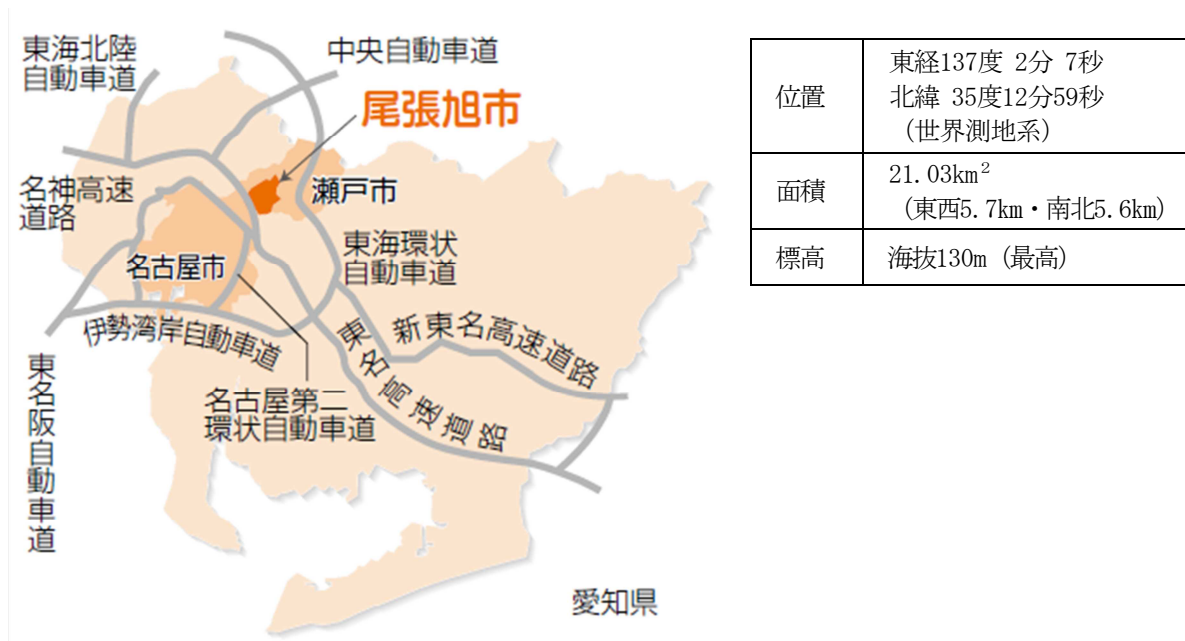 東海北陸
自動車道
中央自動車道
尾張旭市
名神高速
道路
瀬戸市
東海環状
自動車道
名古屋市
伊勢湾岸自動車道
新東名高速道路
東名高速道路
東名阪自動車道
名古屋第二
環状自動車道
愛知県
位置
東経137度 2分 7秒
北緯 35度12分59秒
(世界測地系)
面積
21.03km²
(東西5.7km・南北5.6km)
標高
海抜130m (最高)